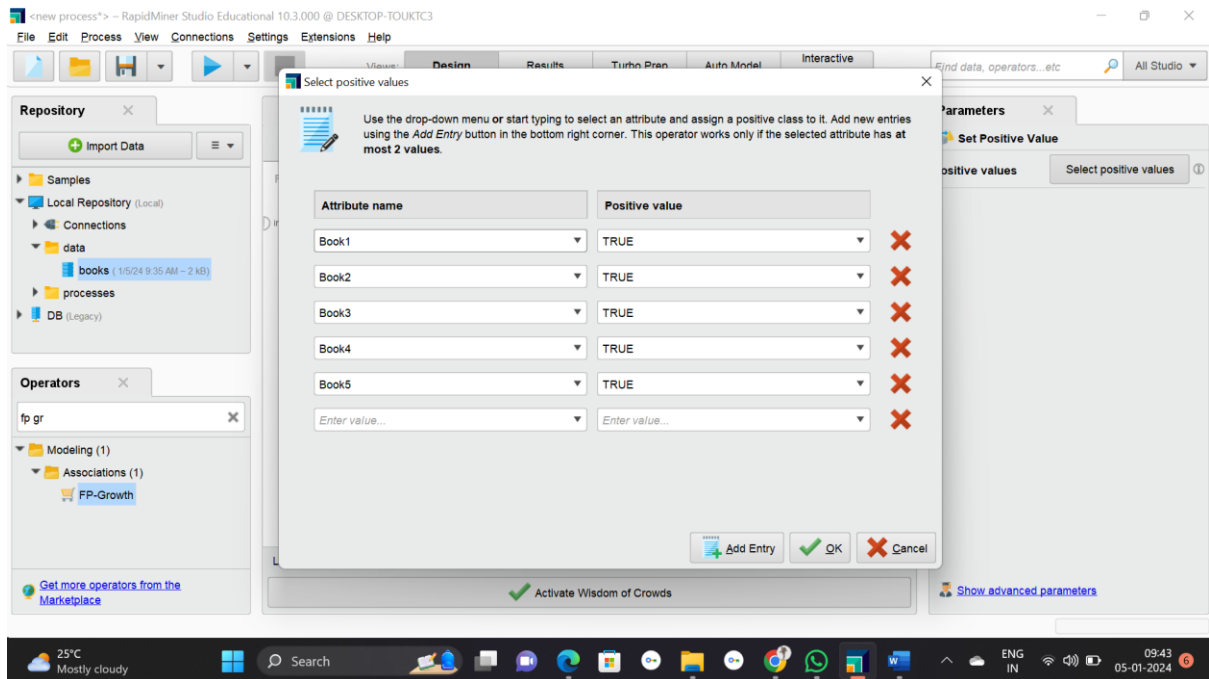 <new process*> – RapidMiner Studio Educational 10.3.000 @ DESKTOP-TOUKTC3
File Edit Process View Connections Settings Extensions Help
Views: Design Results Turbo Prep Auto Model Interactive
Find data, operators...etc
All Studio
Repository
Import Data
Samples
Local Repository (Local)
Connections
data
books ( 1/5/24 9:35 AM – 2 kB)
processes
DB (Legacy)
Operators
fp gr
Modeling (1)
Associations (1)
FP-Growth
Get more operators from the
Marketplace
Select positive values
Use the drop-down menu or start typing to select an attribute and assign a positive class to it. Add new entries
using the Add Entry button in the bottom right corner. This operator works only if the selected attribute has at
most 2 values.
Attribute name Positive value
Book1 TRUE
Book2 TRUE
Book3 TRUE
Book4 TRUE
Book5 TRUE
Enter value... Enter value...
Add Entry OK Cancel
Activate Wisdom of Crowds
Parameters
Set Positive Value
ositive values Select positive values
Show advanced parameters
25°C
Mostly cloudy
Search
ENG
IN
09:43
05-01-2024
6